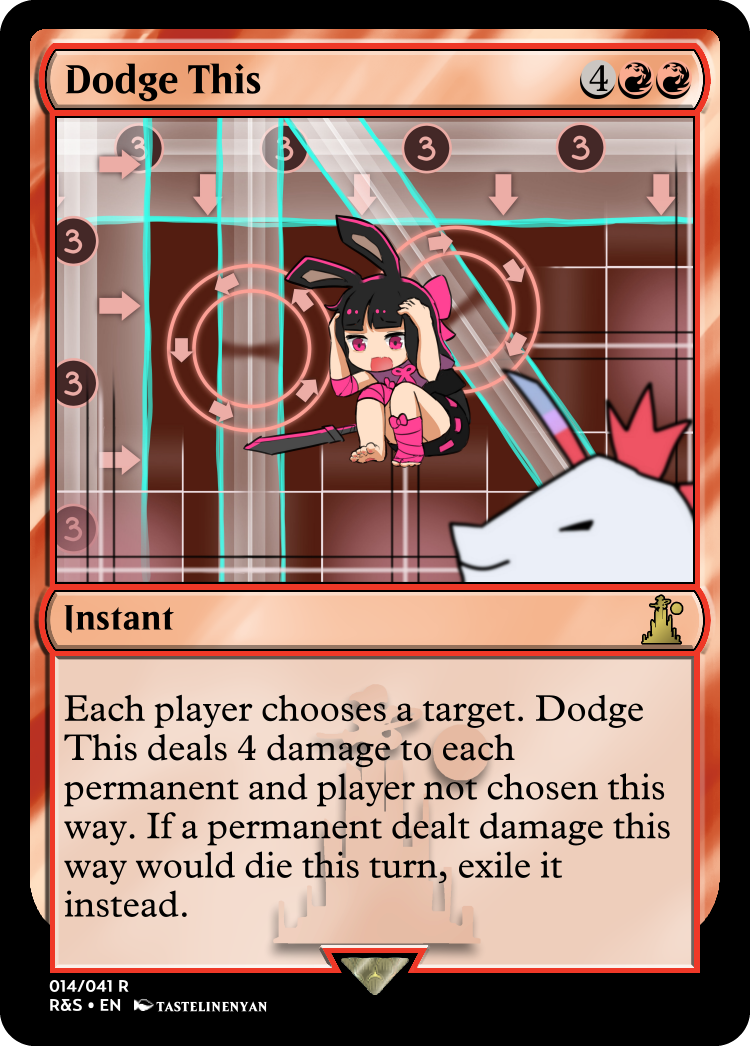 Dodge This
4
3 3 3 3
3
3
3
Instant
Each player chooses a target. Dodge
This deals 4 damage to each
permanent and player not chosen this
way. If a permanent dealt damage this
way would die this turn, exile it
instead.
014/041 R
R&S • EN TASTELINENYAN